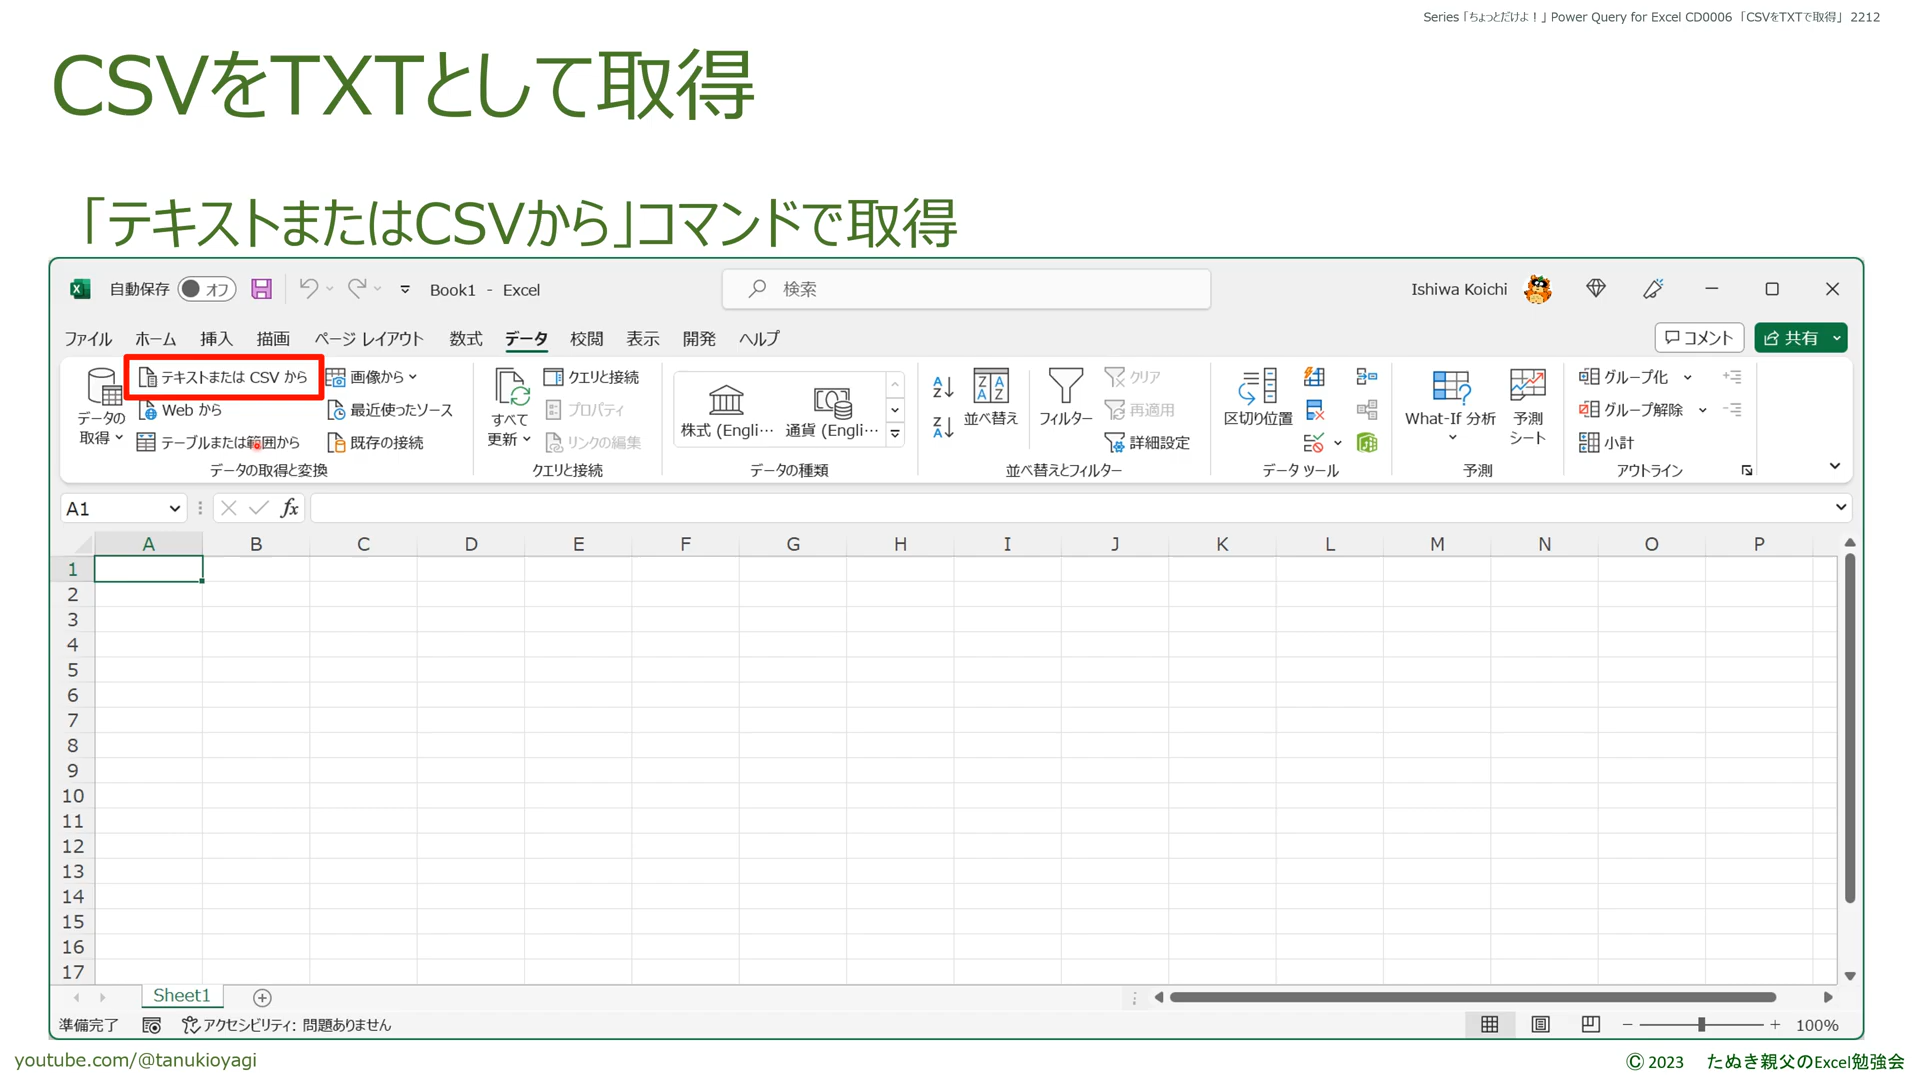 Series「ちょっとだけよ！」Power Query for Excel CD0006「CSVをTXTで取得」 2212
CSVをTXTとして取得
「テキストまたはCSVから」コマンドで取得
自動保存 オフ Book1 - Excel 検索 Ishiwa Koichi
ファイル ホーム 挿入 描画 ページ レイアウト 数式 データ 校閲 表示 開発 ヘルプ コメント 共有
データの取得 テキストまたは CSV から 画像から
Web から 最近使ったソース
テーブルまたは範囲から 既存の接続
データの取得と変換
すべて更新 クエリと接続
プロパティ
リンクの編集
クエリと接続
株式 (Engli… 通貨 (Engli…
データの種類
並べ替え フィルター クリア
再適用
詳細設定
並べ替えとフィルター
区切り位置
データ ツール
What-If 分析 予測シート
予測
グループ化
グループ解除
小計
アウトライン
A1 fx
A B C D E F G H I J K L M N O P
1
2
3
4
5
6
7
8
9
10
11
12
13
14
15
16
17
Sheet1
準備完了 アクセシビリティ: 問題ありません 100%
youtube.com/@tanukioyagi
© 2023 たぬき親父のExcel勉強会